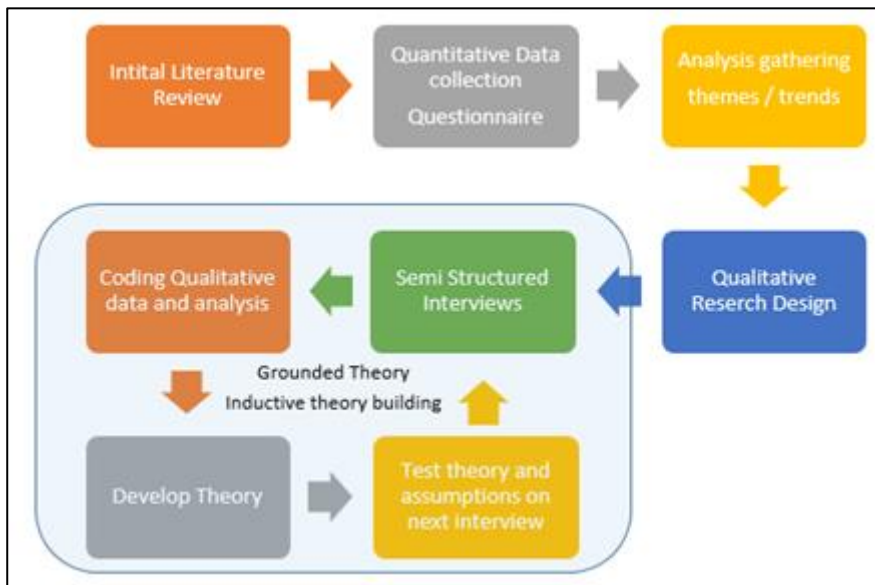 Intital Literature
Review
Quantitative Data
collection
Questionnaire
Analysis gathering
themes / trends
Qualitative
Reserch Design
Semi Structured
Interviews
Coding Qualitative
data and analysis
Grounded Theory
Inductive theory building
Develop Theory
Test theory and
assumptions on
next interview